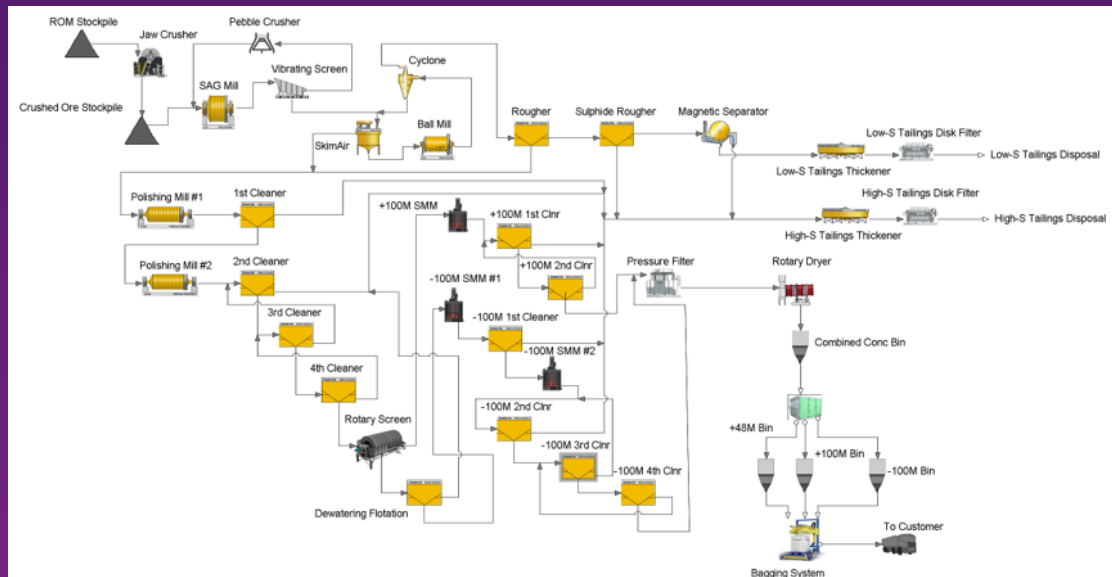 ROM Stockpile
Jaw Crusher
Pebble Crusher
Vibrating Screen
SAG Mill
Crushed Ore Stockpile
Cyclone
SkimAir
Ball Mill
Rougher
Sulphide Rougher
Magnetic Separator
Low-S Tailings Disk Filter
Low-S Tailings Disposal
Low-S Tailings Thickener
High-S Tailings Disk Filter
High-S Tailings Disposal
High-S Tailings Thickener
Polishing Mill #1
1st Cleaner
+100M SMM
+100M 1st Clnr
+100M 2nd Clnr
Polishing Mill #2
2nd Cleaner
3rd Cleaner
4th Cleaner
-100M SMM #1
-100M 1st Cleaner
-100M SMM #2
-100M 2nd Clnr
-100M 3rd Clnr
-100M 4th Clnr
Rotary Screen
Dewatering Flotation
Pressure Filter
Rotary Dryer
Combined Conc Bin
+48M Bin
+100M Bin
-100M Bin
To Customer
Bagging System